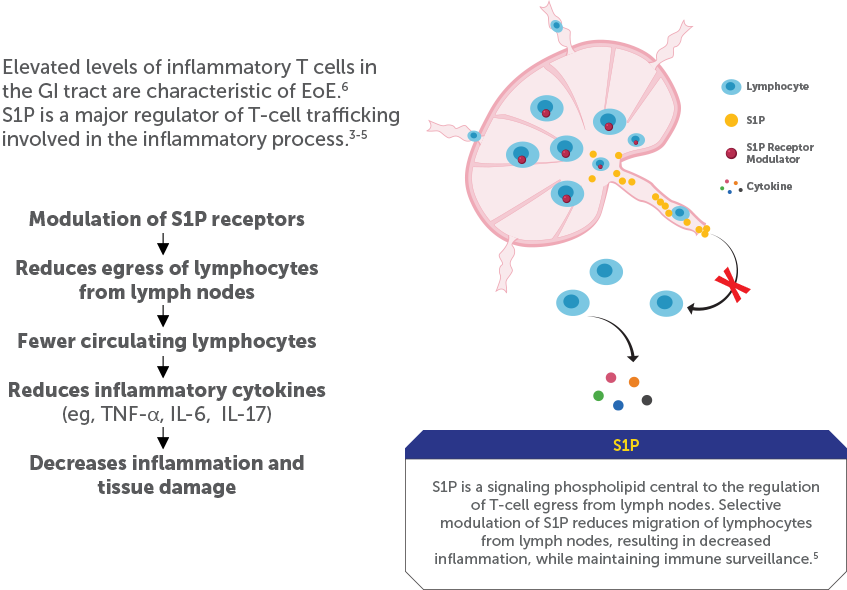 Elevated levels of inflammatory T cells in
the GI tract are characteristic of EoE.⁶
S1P is a major regulator of T-cell trafficking
involved in the inflammatory process.³⁻⁵
Modulation of S1P receptors
Reduces egress of lymphocytes
from lymph nodes
Fewer circulating lymphocytes
Reduces inflammatory cytokines
(eg, TNF-α, IL-6, IL-17)
Decreases inflammation and
tissue damage
Lymphocyte
S1P
S1P Receptor
Modulator
Cytokine
S1P
S1P is a signaling phospholipid central to the regulation
of T-cell egress from lymph nodes. Selective
modulation of S1P reduces migration of lymphocytes
from lymph nodes, resulting in decreased
inflammation, while maintaining immune surveillance.⁵